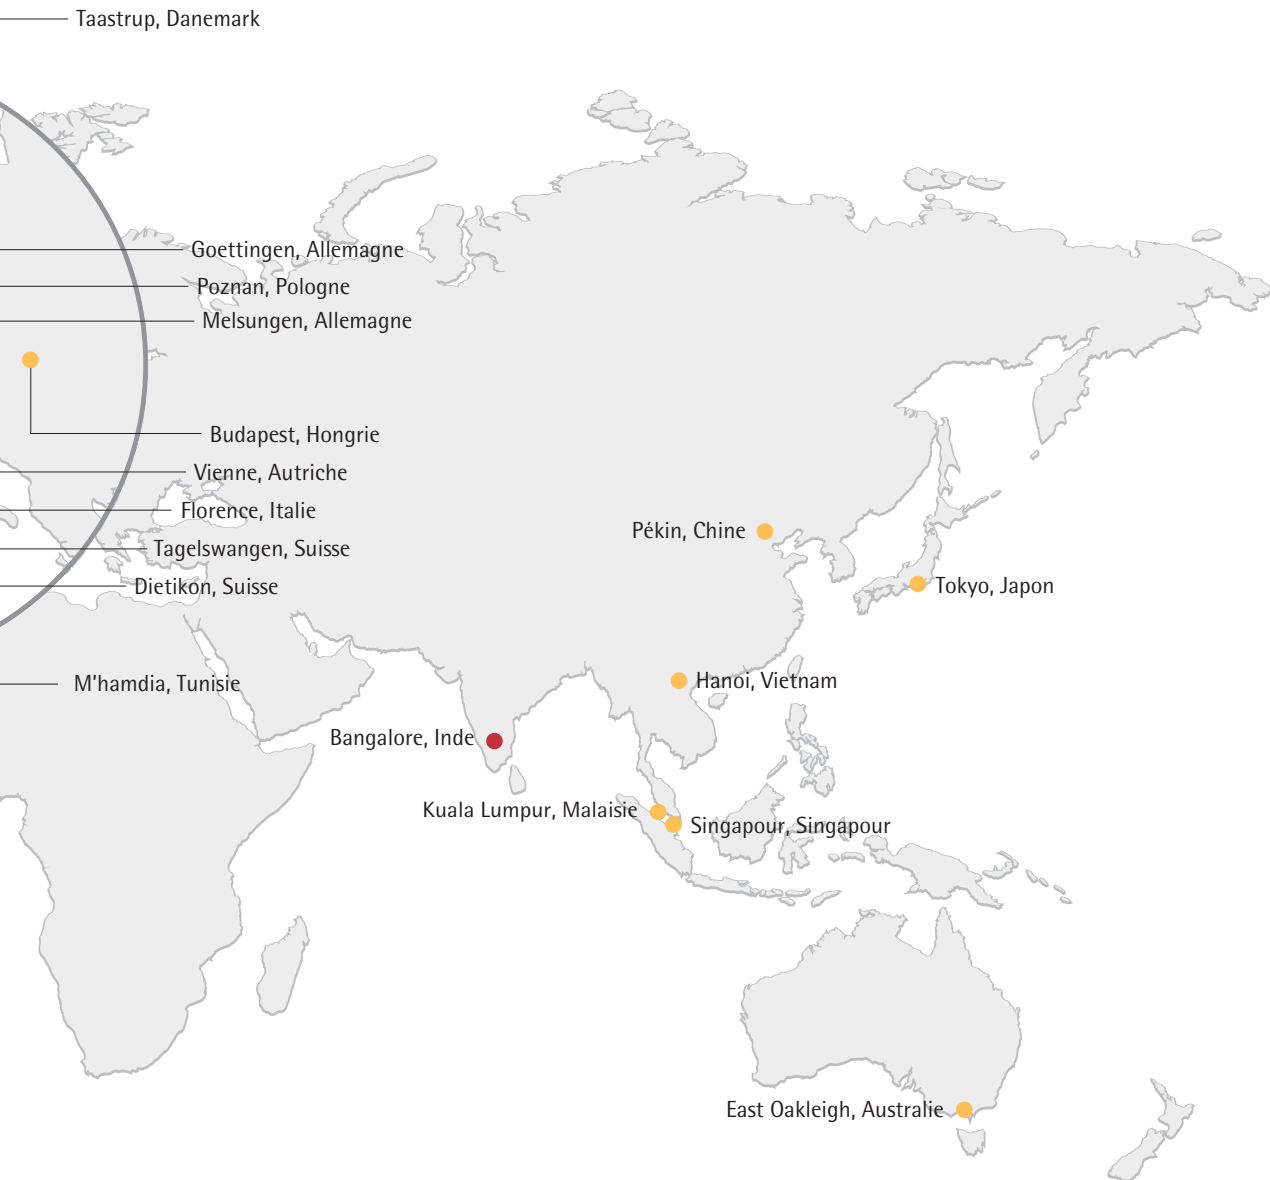 Taastrup, Danemark
Goettingen, Allemagne
Poznan, Pologne
Melsungen, Allemagne
Budapest, Hongrie
Vienne, Autriche
Florence, Italie
Pékin, Chine
Tagelswangen, Suisse
Dietikon, Suisse
Tokyo, Japon
M'hamdia, Tunisie
Hanoi, Vietnam
Bangalore, Inde
Kuala Lumpur, Malaisie
Singapour, Singapour
East Oakleigh, Australie